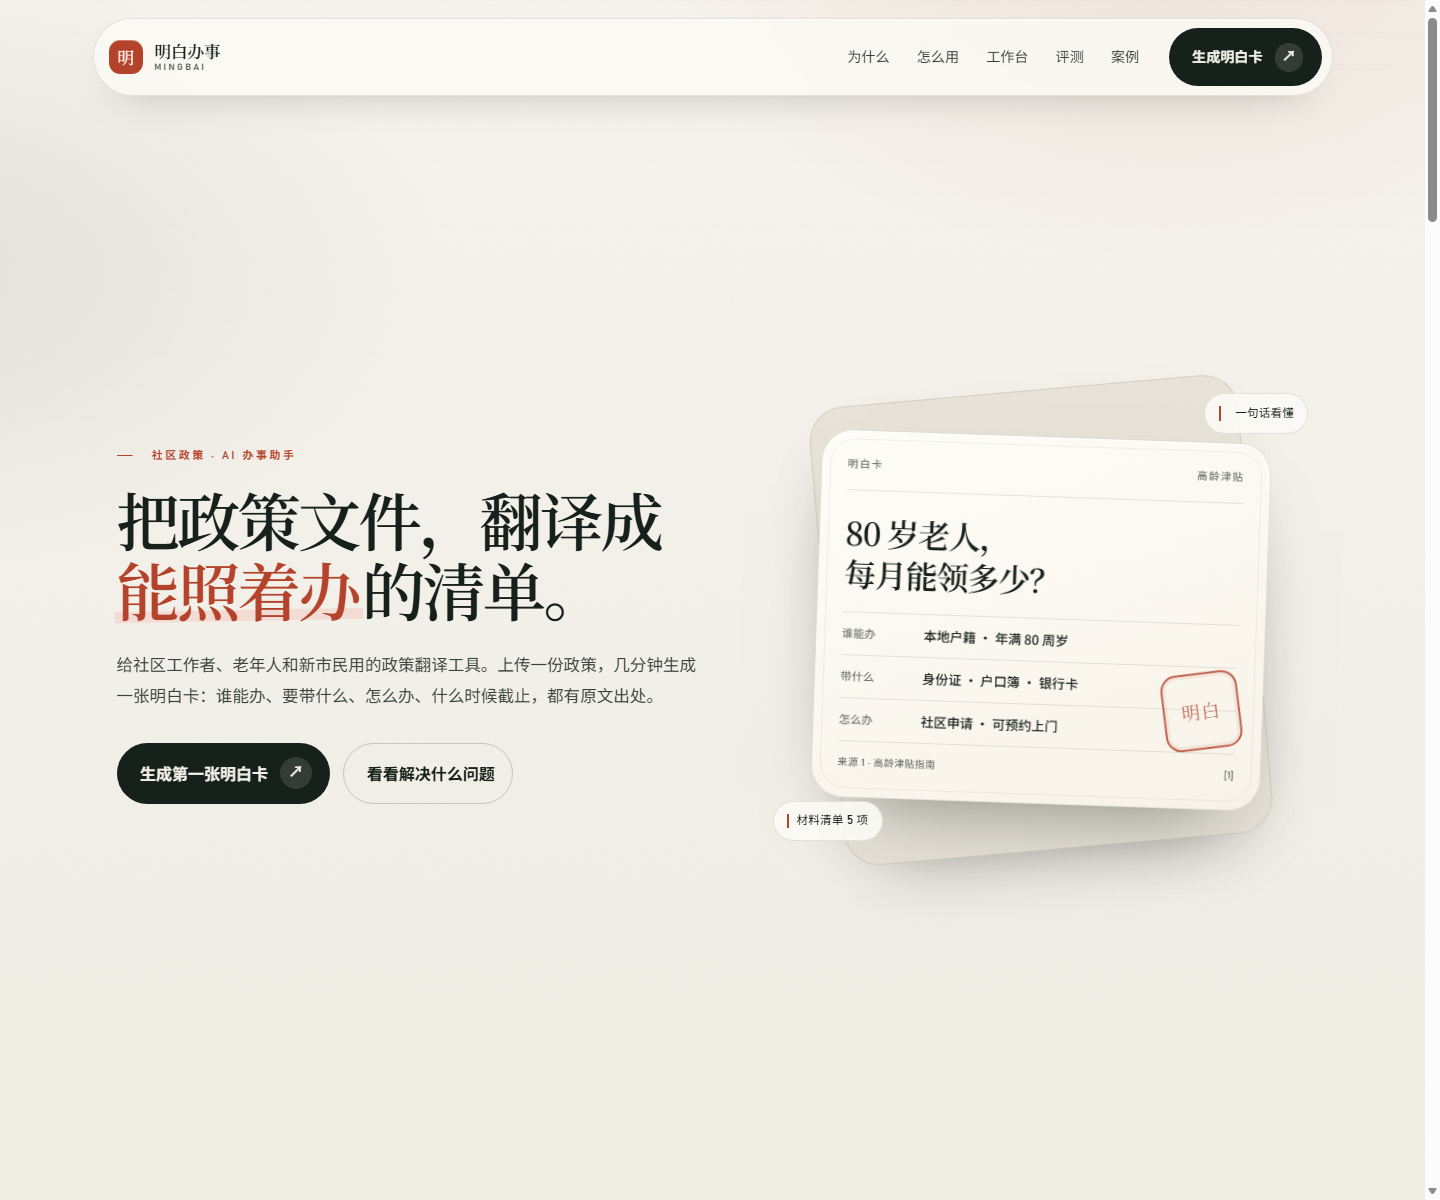 明
明白办事
MINGBAI
为什么
怎么用
工作台
评测
案例
生成明白卡
社区政策 · AI 办事助手
把政策文件，翻译成
能照着办的清单。
给社区工作者、老年人和新市民用的政策翻译工具。上传一份政策，几分钟生成
一张明白卡：谁能办、要带什么、怎么办、什么时候截止，都有原文出处。
生成第一张明白卡
看看解决什么问题
一句话看懂
明白卡
高龄津贴
80 岁老人，
每月能领多少？
谁能办 本地户籍 · 年满 80 周岁
带什么 身份证 · 户口簿 · 银行卡
怎么办 社区申请 · 可预约上门
明白
来源 1 · 高龄津贴指南
[1]
材料清单 5 项